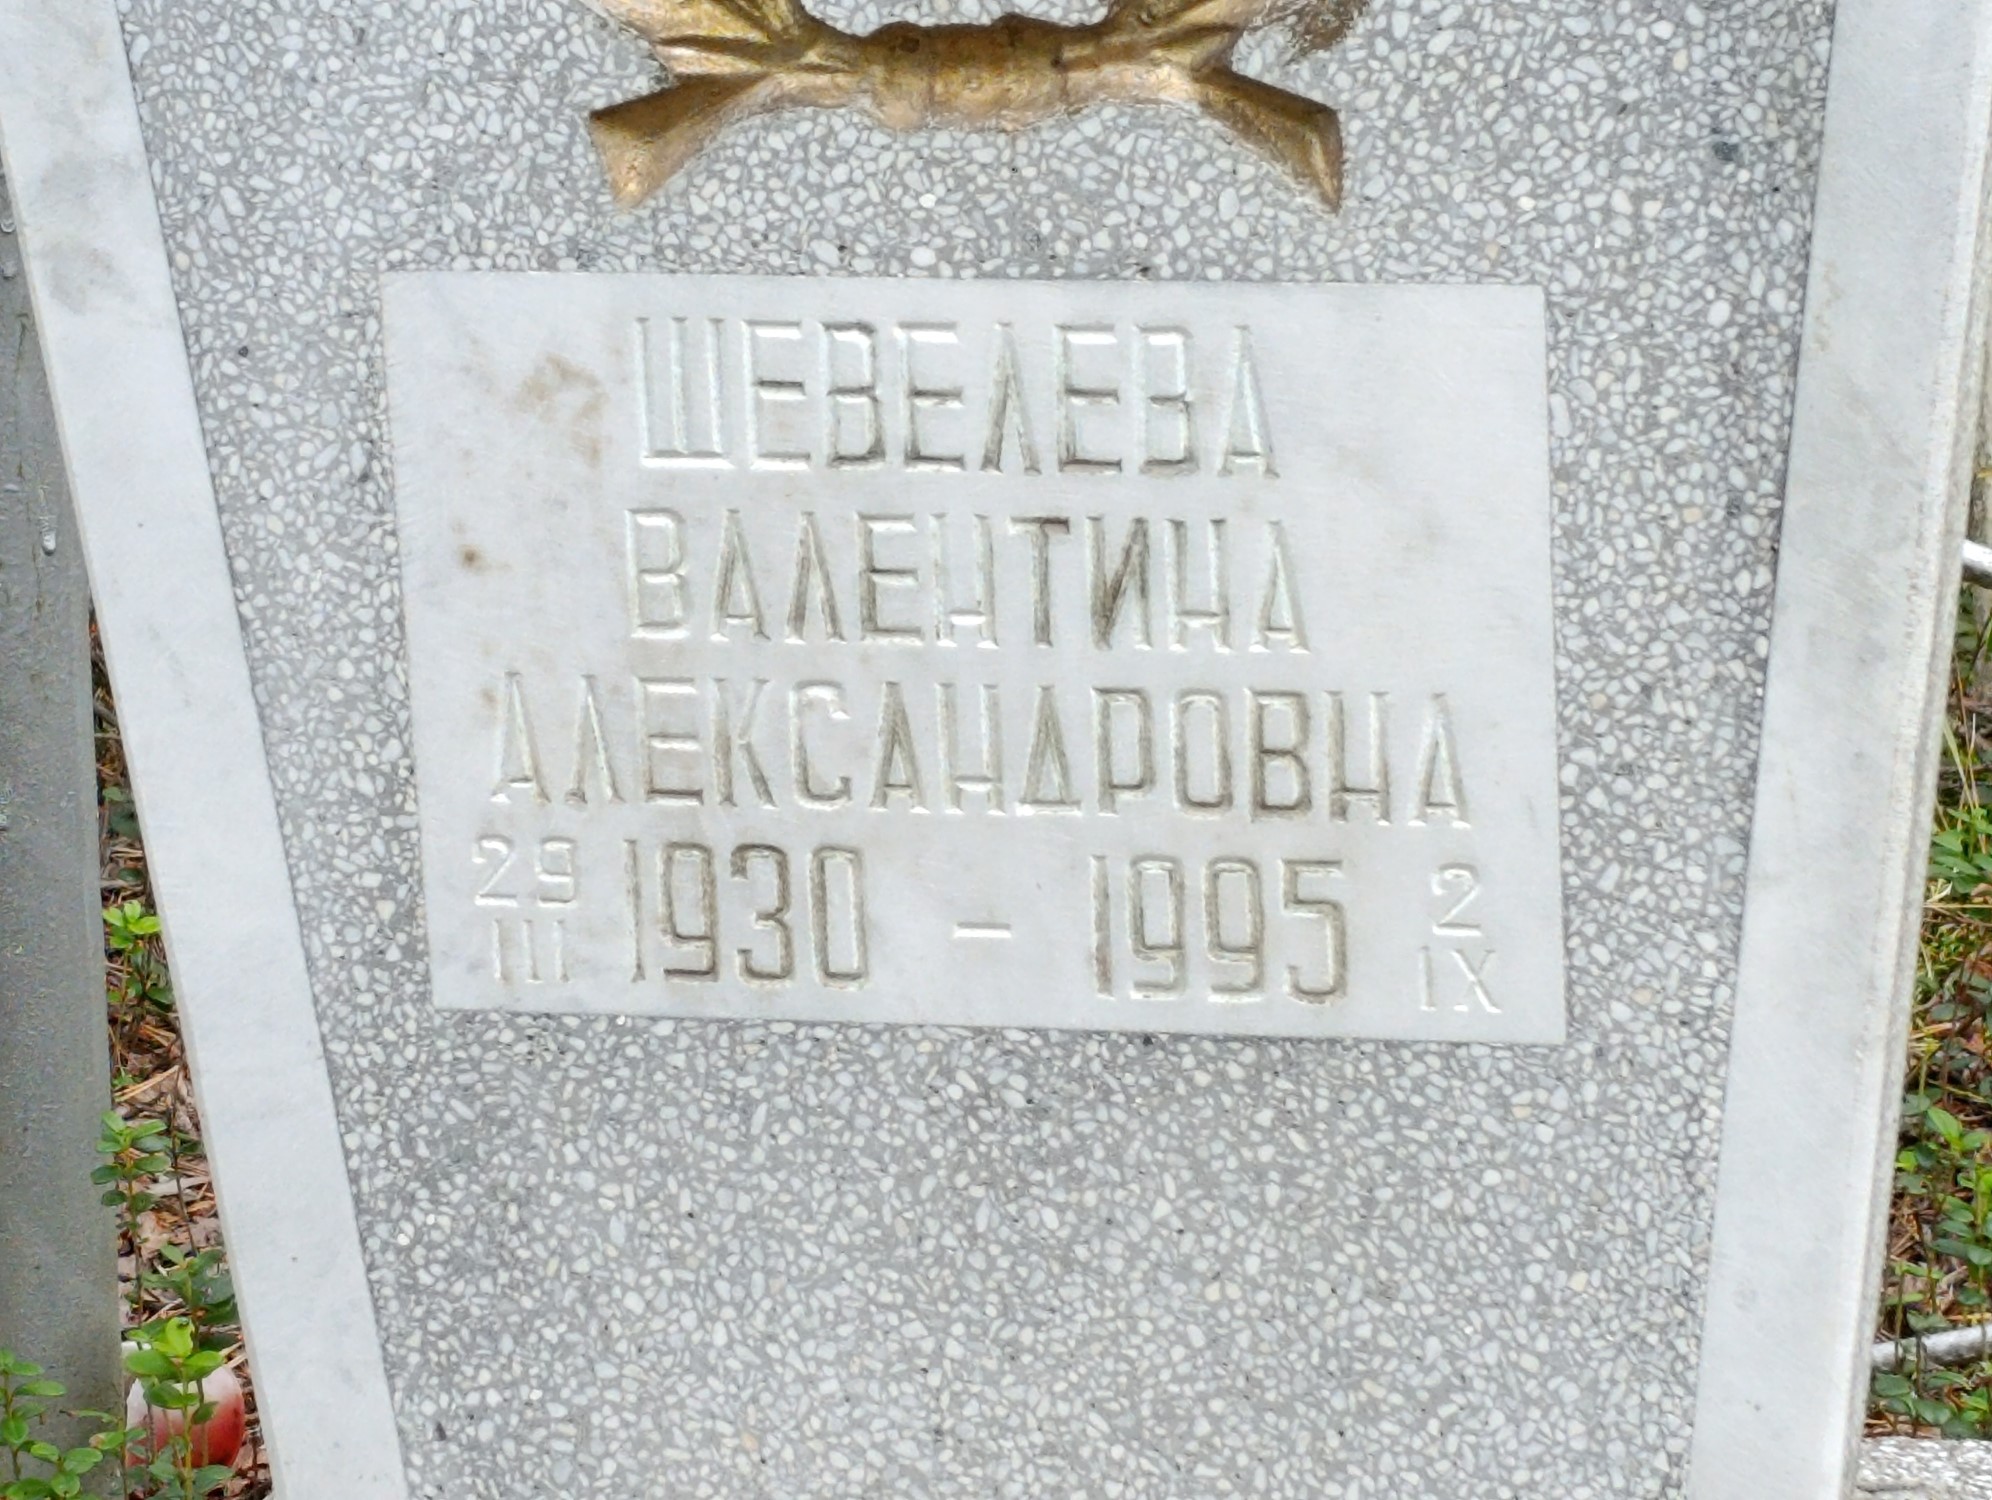 ШЕВЕЛЕВА
ВАЛЕНТИНА
АЛЕКСАНДРОВНА
29 III 1930 - 1995 2 IX